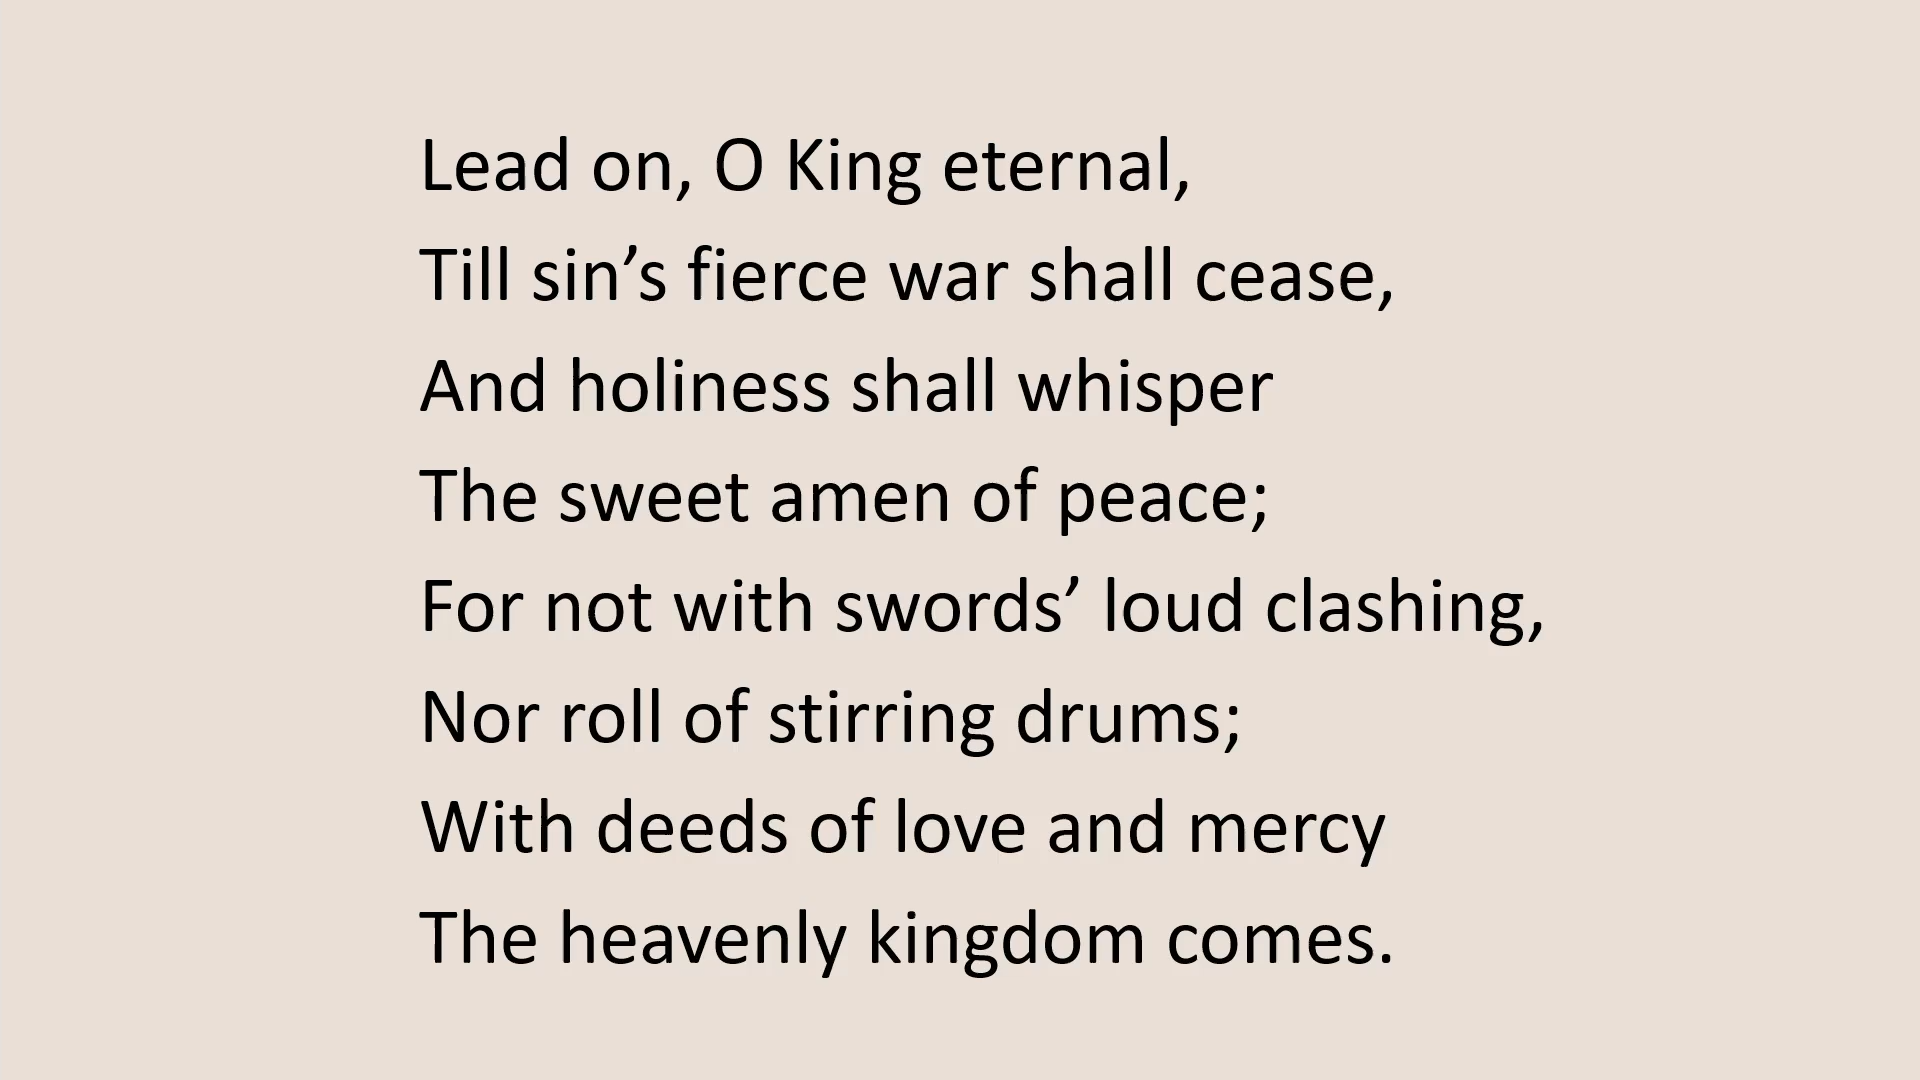 Lead on, O King eternal,
Till sin’s fierce war shall cease,
And holiness shall whisper
The sweet amen of peace;
For not with swords’ loud clashing,
Nor roll of stirring drums;
With deeds of love and mercy
The heavenly kingdom comes.